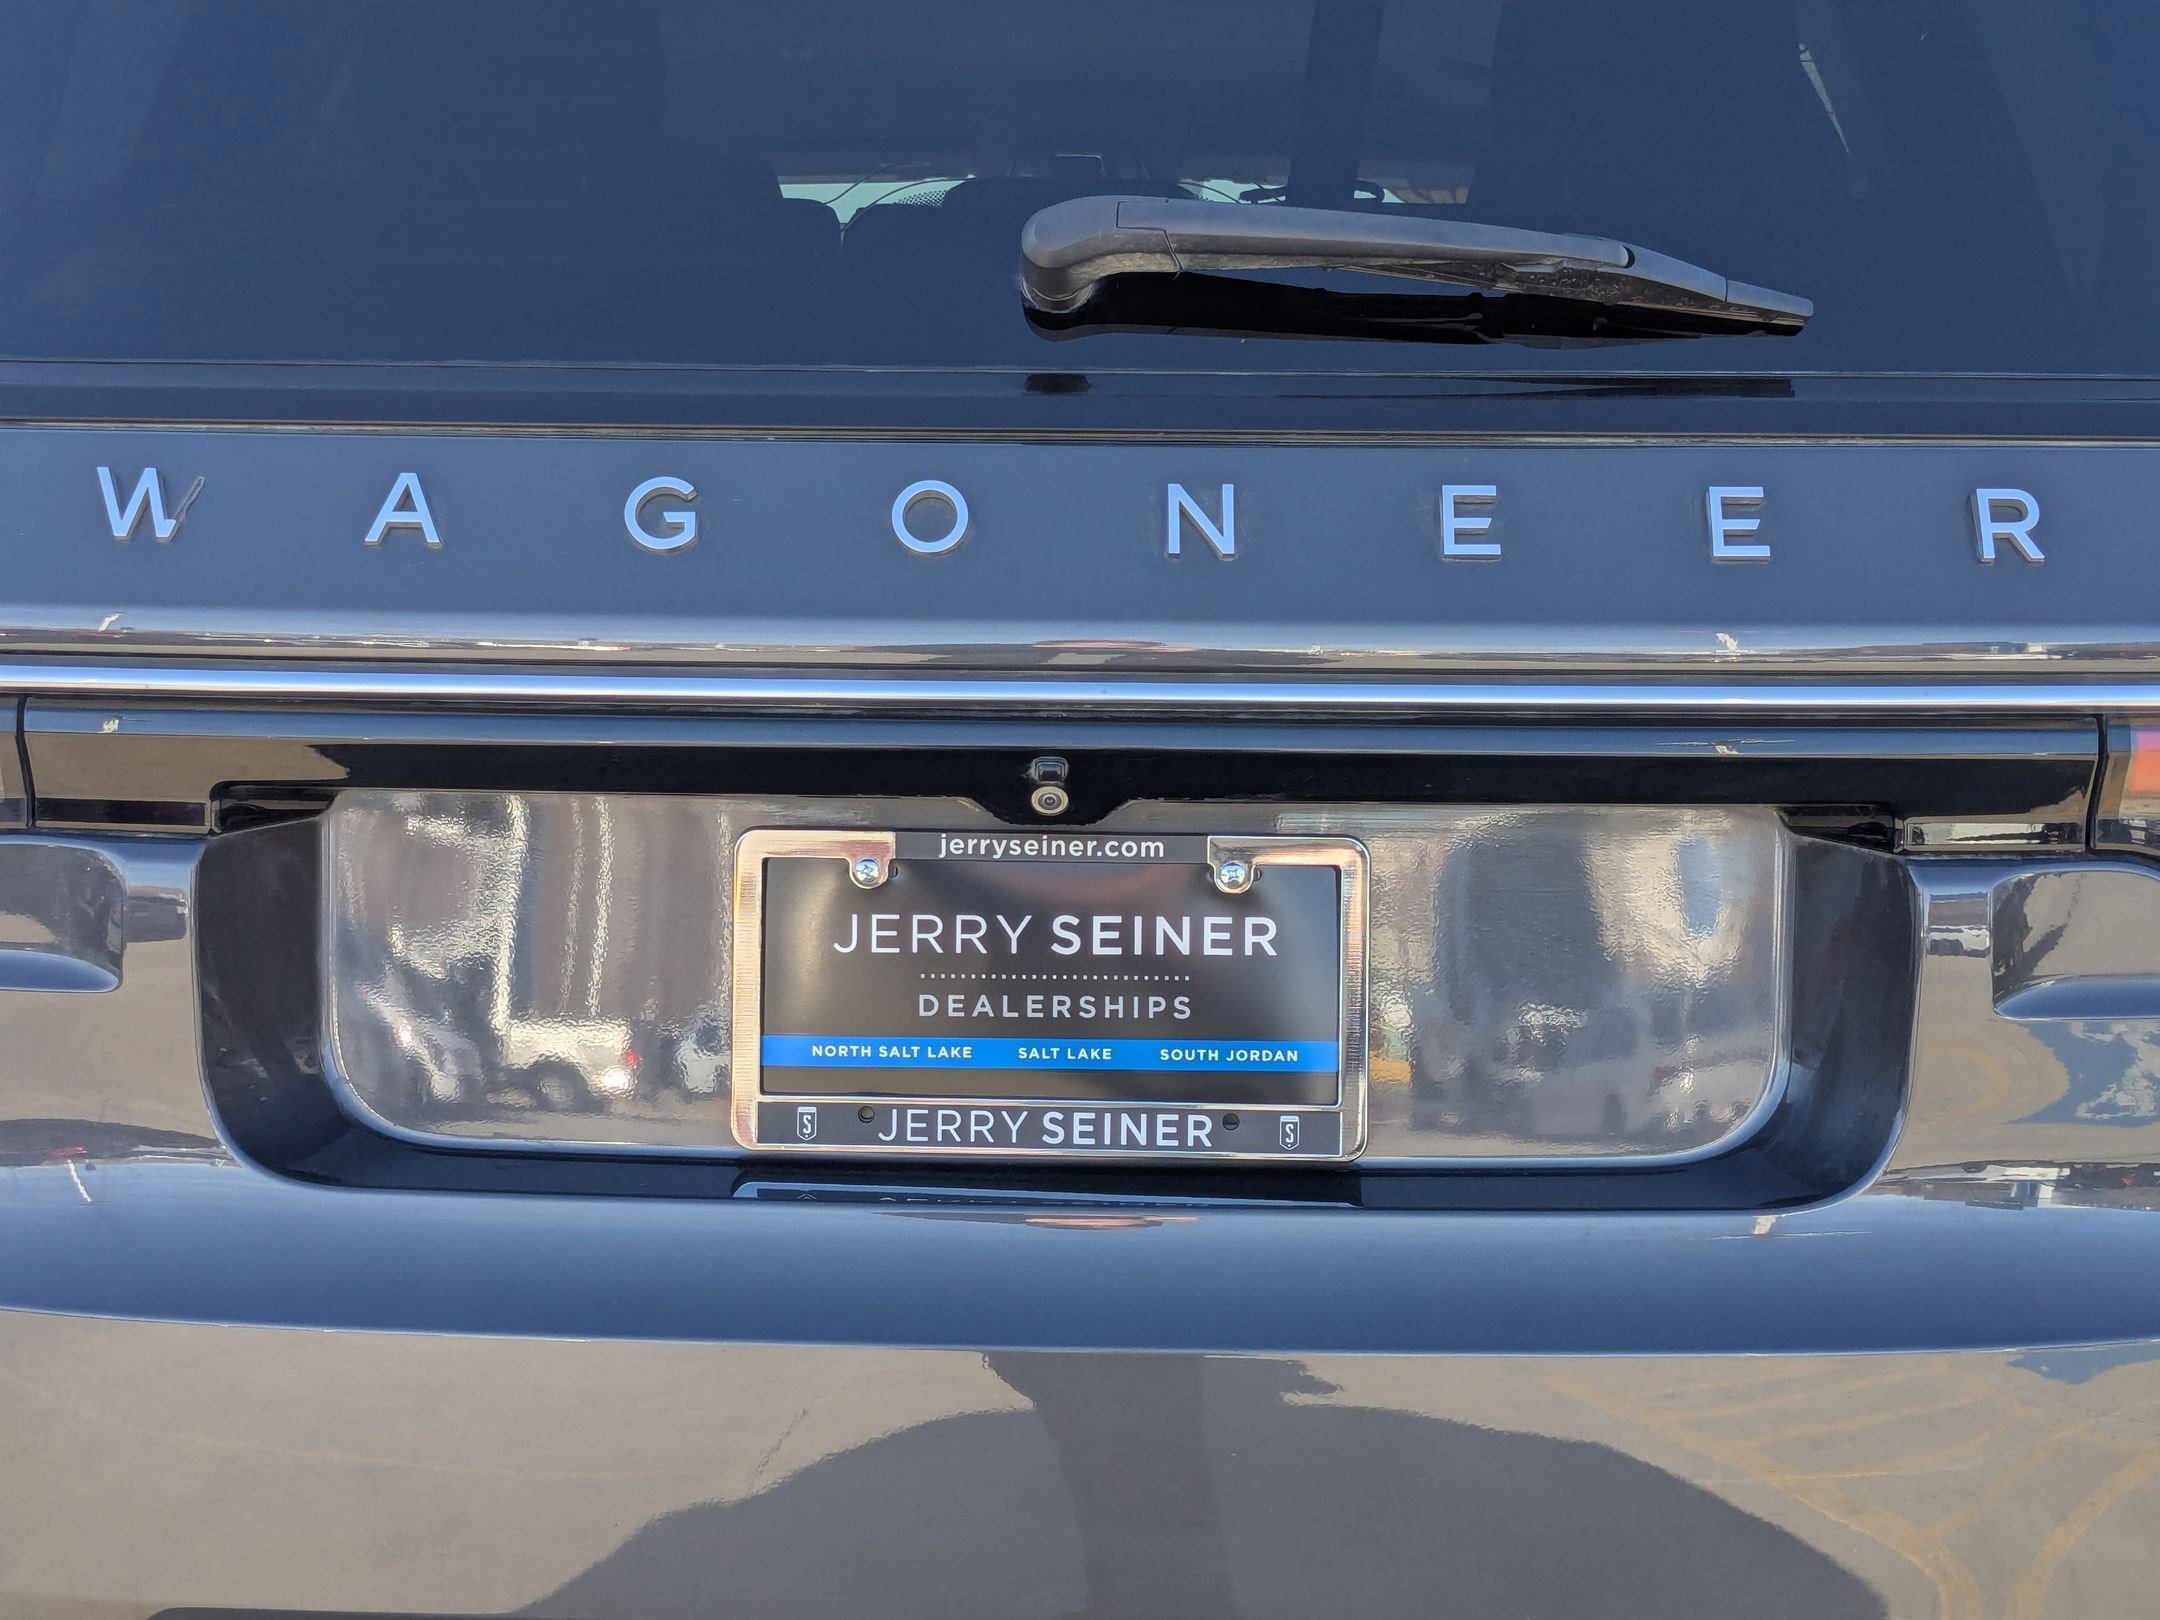 WAGONEER
jerryseiner.com
JERRY SEINER
DEALERSHIPS
NORTH SALT LAKE SALT LAKE SOUTH JORDAN
S JERRY SEINER S